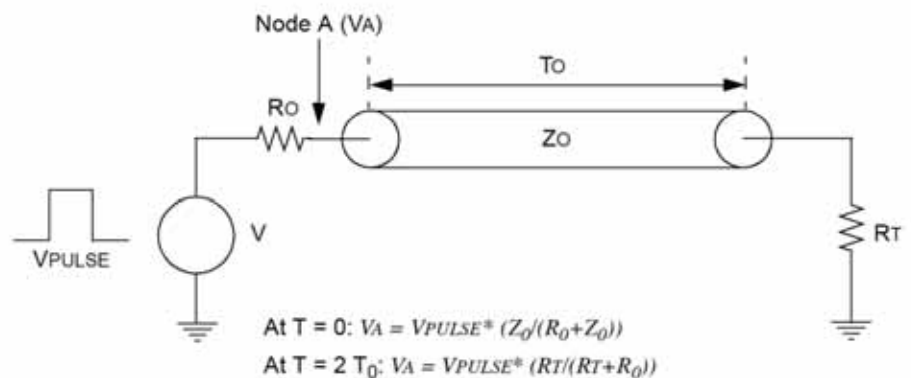 Node A (VA)
TO
RO
ZO
V
VPULSE
RT
At T = 0: VA = VPULSE* (Z0/(R0+Z0))
At T = 2 T0: VA = VPULSE* (RT/(RT+R0))